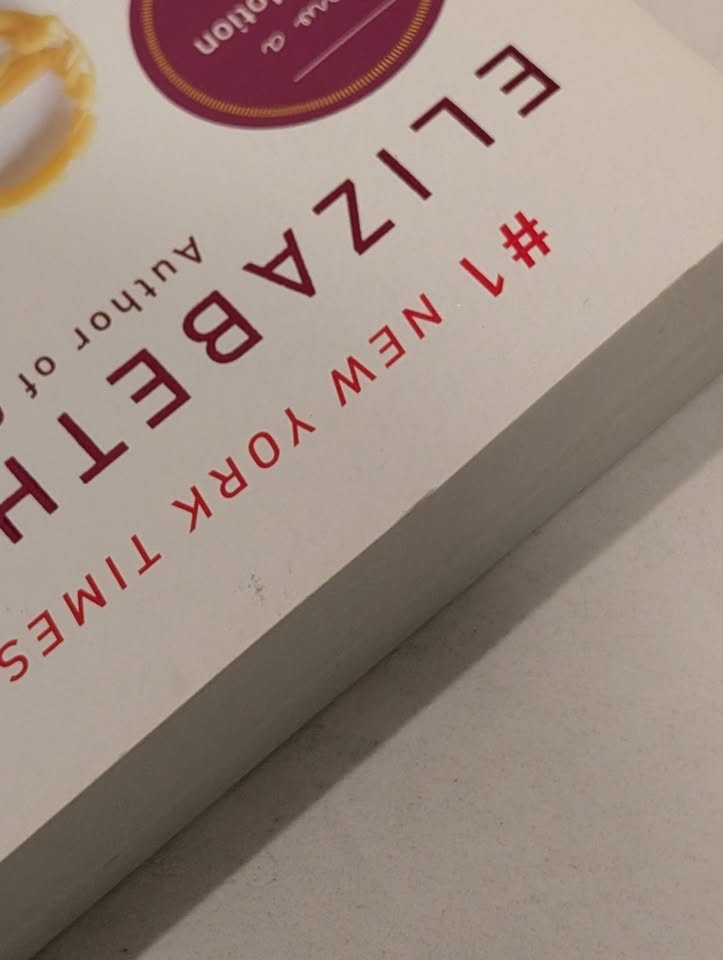 #1 NEW YORK TIMES
ELIZABETH
Author of
a